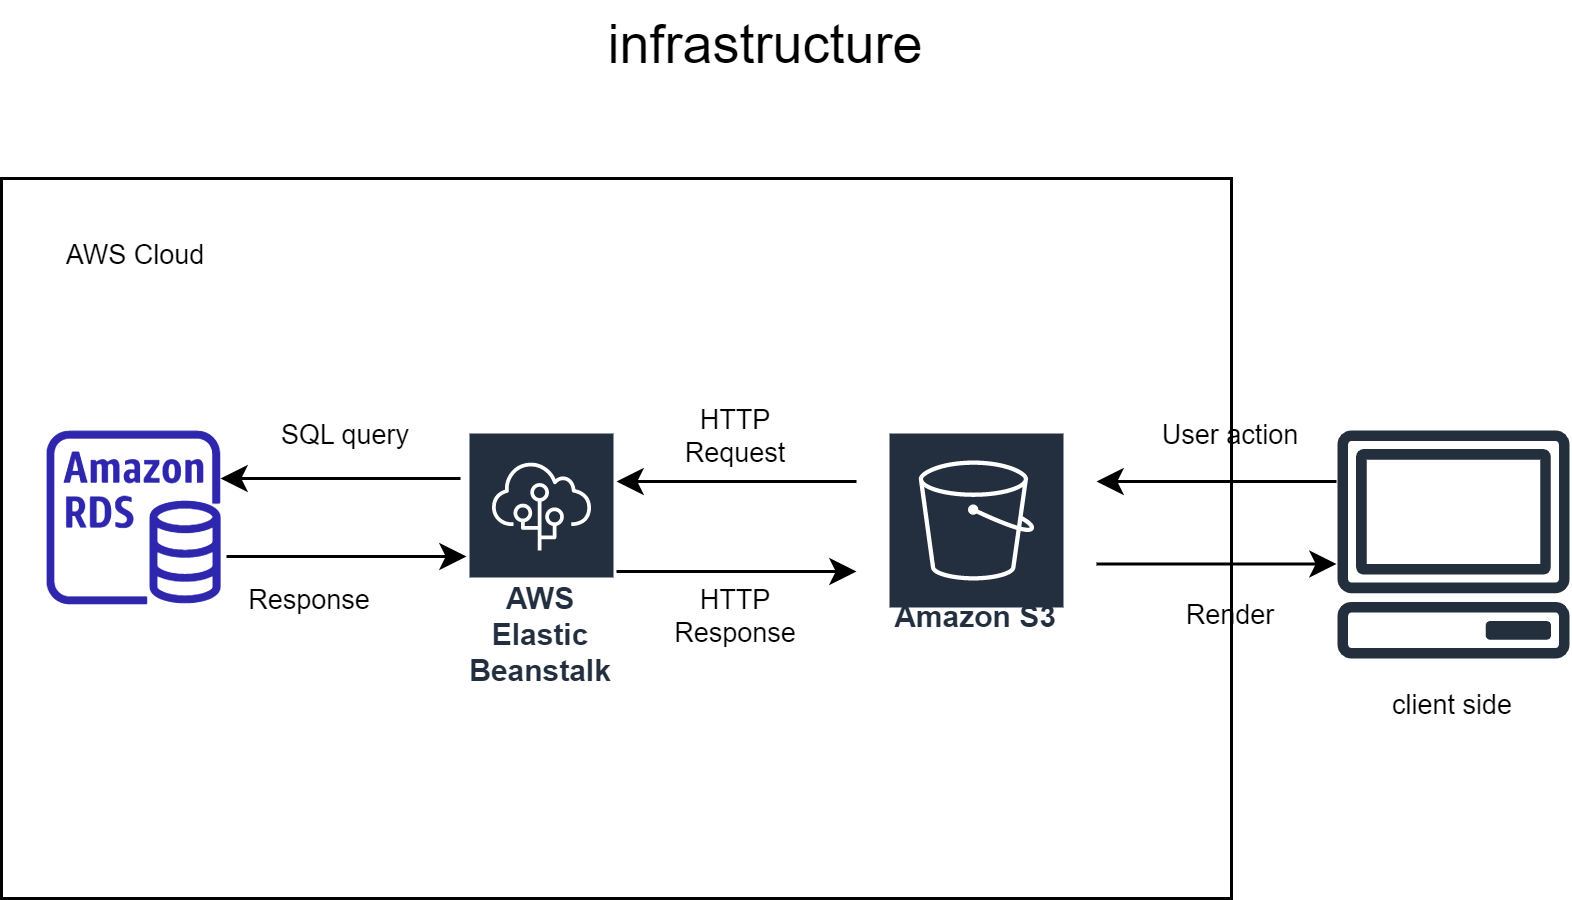 infrastructure
AWS Cloud
Amazon
RDS
SQL query
Response
AWS
Elastic
Beanstalk
HTTP
Request
HTTP
Response
Amazon S3
User action
Render
client side